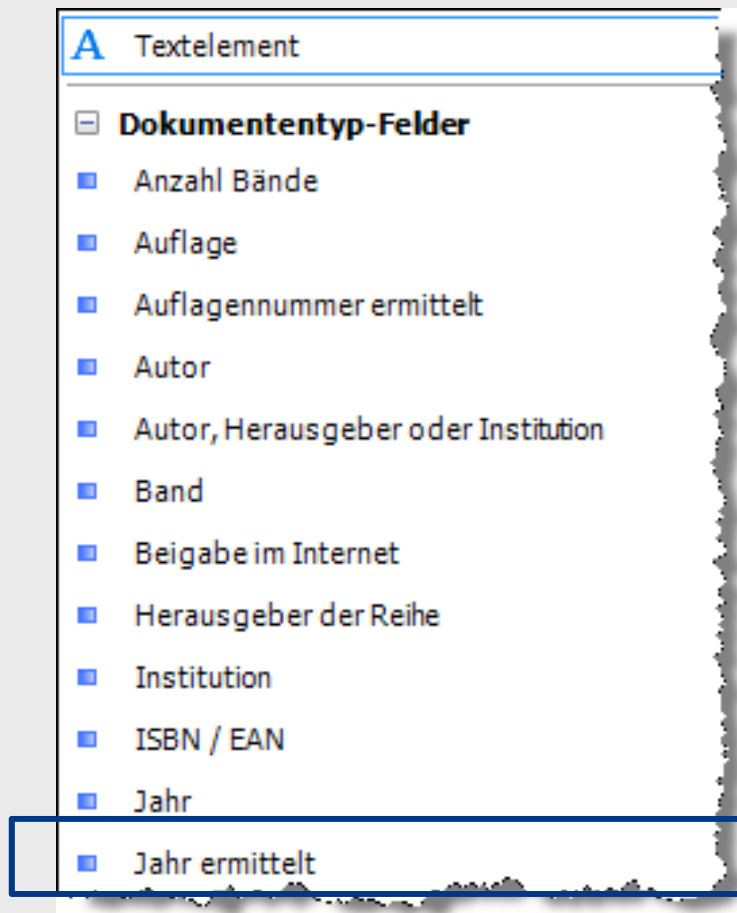 A Textelement
Dokumententyp-Felder
Anzahl Bände
Auflage
Auflagennummer ermittelt
Autor
Autor, Herausgeber oder Institution
Band
Beigabe im Internet
Herausgeber der Reihe
Institution
ISBN / EAN
Jahr
Jahr ermittelt